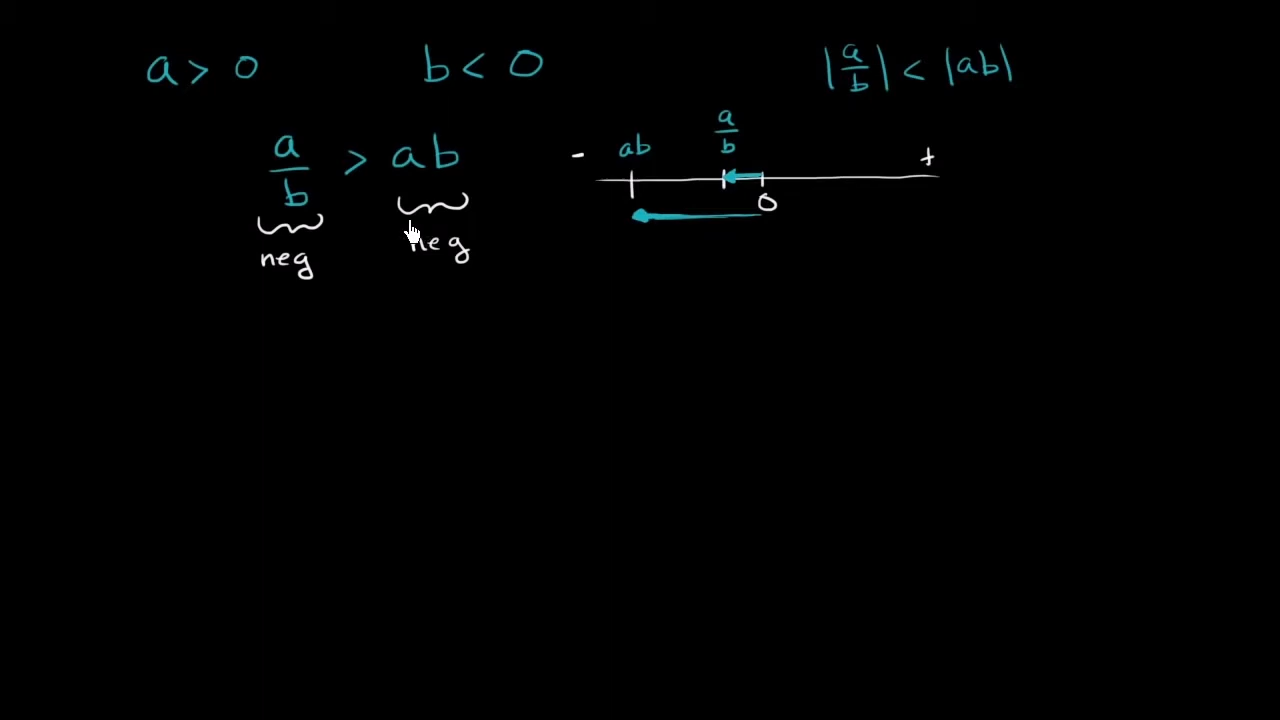 a > 0 b < 0 |a/b| < |ab|
a/b > ab
neg neg
- ab a/b +
0